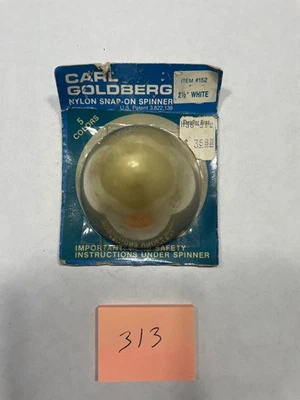 CARL
GOLDBERG
NYLON SNAP-ON SPINNER
U.S. Patent 3,822,139
ITEM #152
2½" WHITE
5
COLORS
IMPORTANT SAFETY
INSTRUCTIONS UNDER SPINNER
313